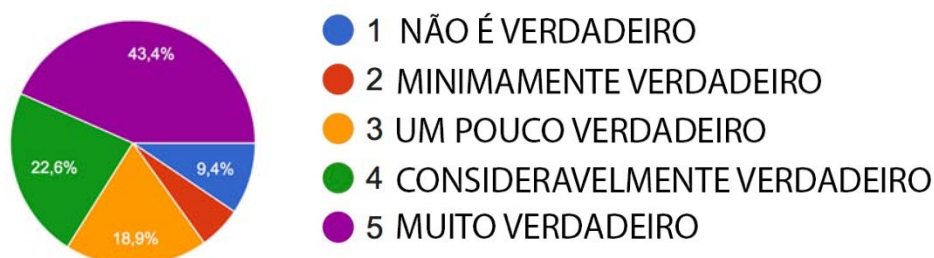 43,4%
22,6%
18,9%
9,4%
1 NÃO É VERDADEIRO
2 MINIMAMENTE VERDADEIRO
3 UM POUCO VERDADEIRO
4 CONSIDERAVELMENTE VERDADEIRO
5 MUITO VERDADEIRO